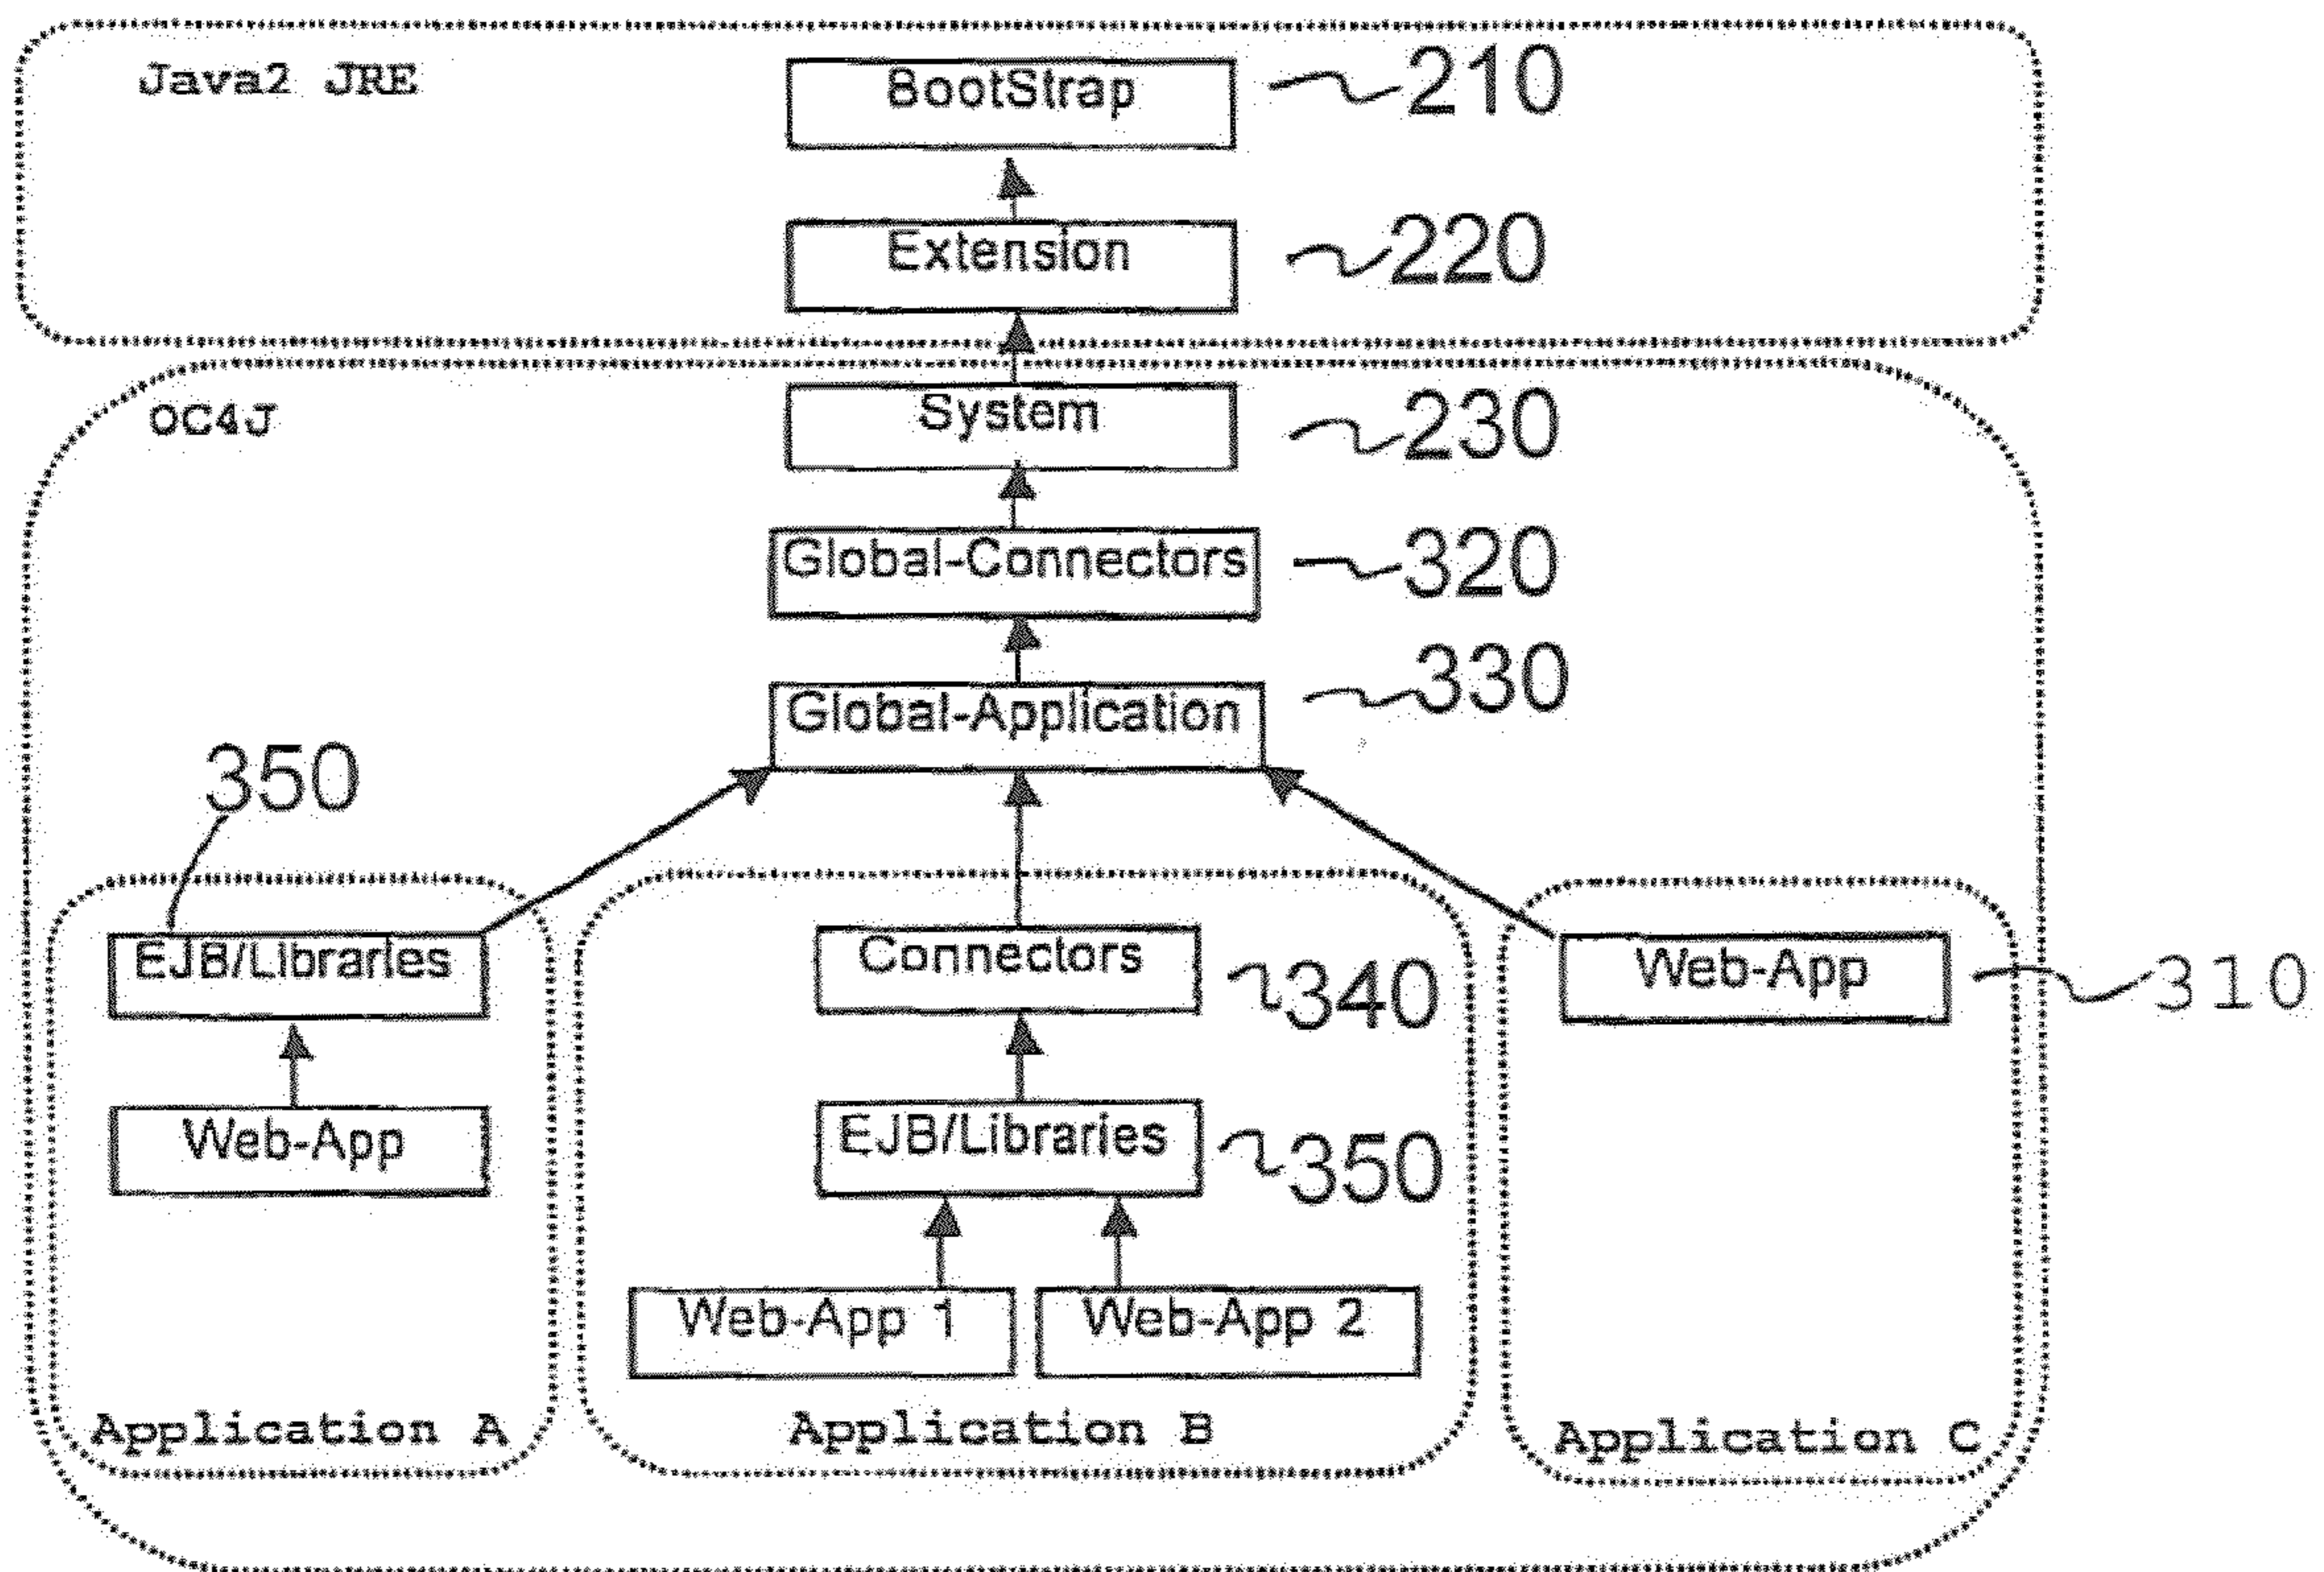 Java2 JRE
BootStrap
210
Extension
220
OC4J
System
230
Global-Connectors
320
Global-Application
330
350
EJB/Libraries
Connectors
340
Web-App
310
Web-App
EJB/Libraries
350
Web-App 1
Web-App 2
Application A
Application B
Application C